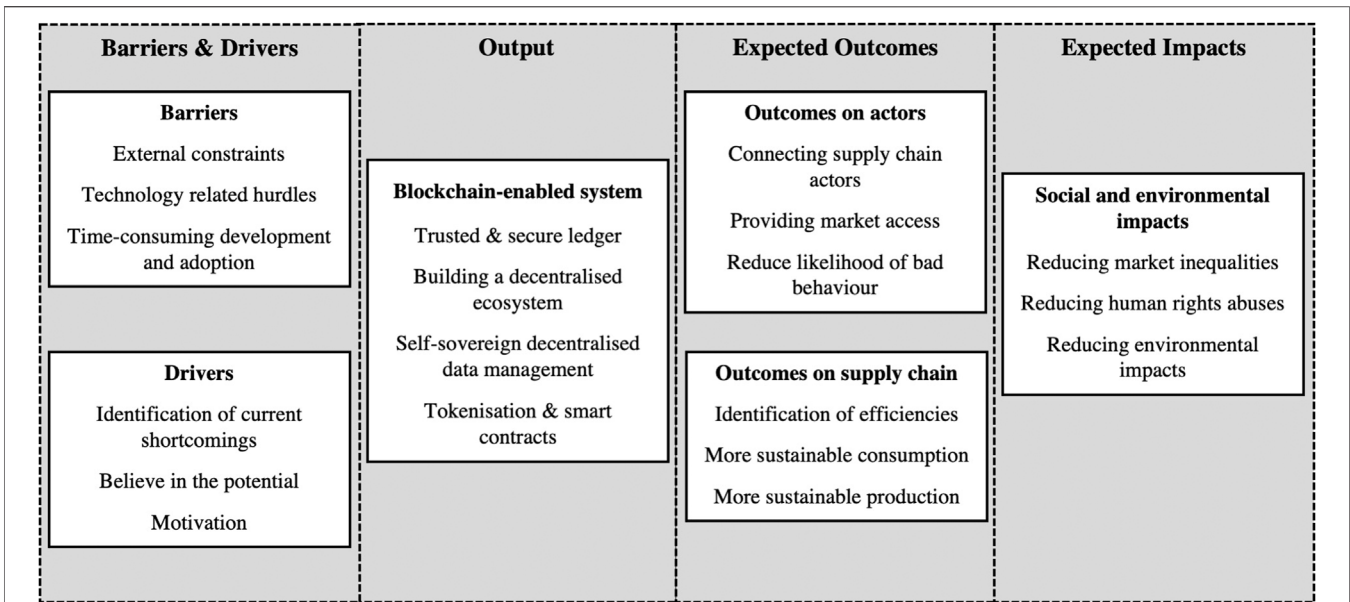 Barriers & Drivers
Barriers
External constraints
Technology related hurdles
Time-consuming development
and adoption
Drivers
Identification of current
shortcomings
Believe in the potential
Motivation
Output
Blockchain-enabled system
Trusted & secure ledger
Building a decentralised
ecosystem
Self-sovereign decentralised
data management
Tokenisation & smart
contracts
Expected Outcomes
Outcomes on actors
Connecting supply chain
actors
Providing market access
Reduce likelihood of bad
behaviour
Outcomes on supply chain
Identification of efficiencies
More sustainable consumption
More sustainable production
Expected Impacts
Social and environmental
impacts
Reducing market inequalities
Reducing human rights abuses
Reducing environmental
impacts